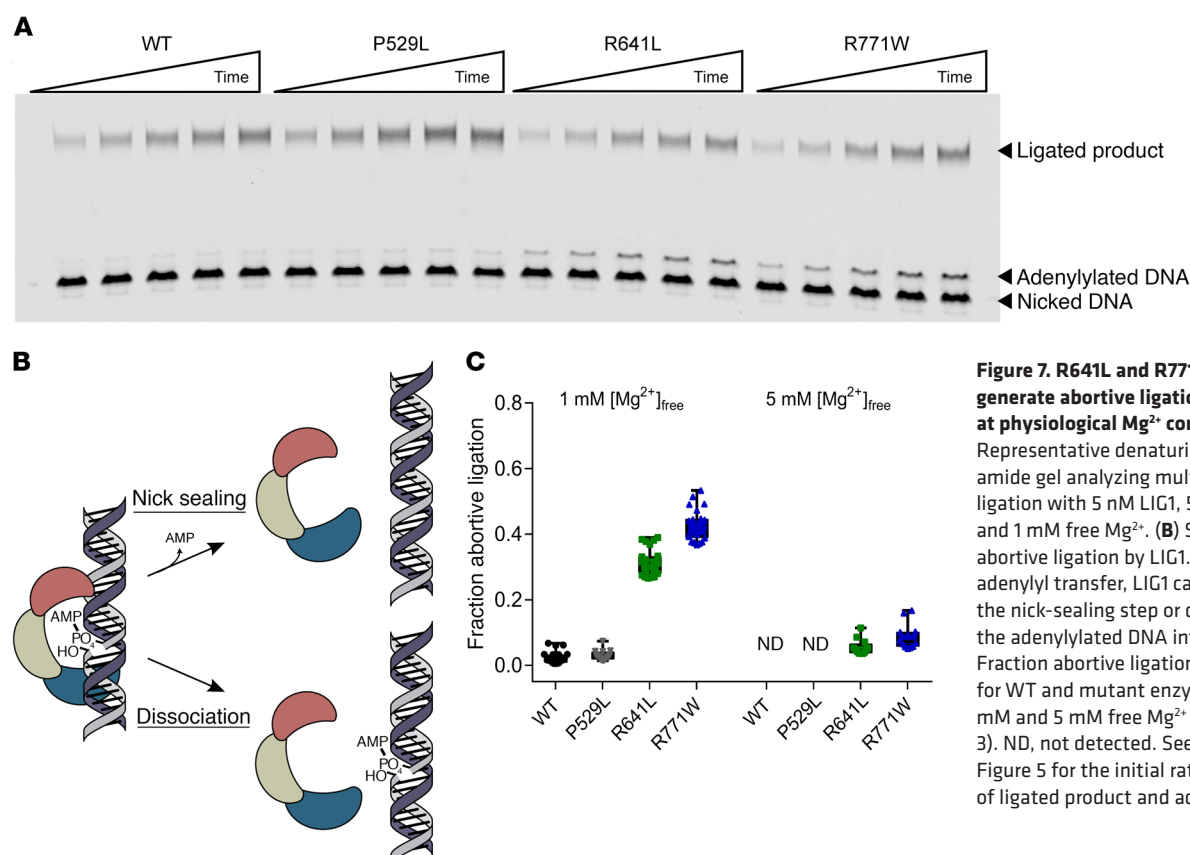 A
WT
P529L
R641L
R771W
Time
Time
Time
Time
Ligated product
Adenylylated DNA
Nicked DNA
B
Nick sealing
AMP
AMP
PO4
HO
Dissociation
AMP
PO4
HO
C
1 mM [Mg2+]free
5 mM [Mg2+]free
Fraction abortive ligation
0.8
0.6
0.4
0.2
0.0
ND
ND
WT
P529L
R641L
R771W
WT
P529L
R641L
R771W
Figure 7. R641L and R771
generate abortive ligation
at physiological Mg2+ con
Representative denaturi
amide gel analyzing mult
ligation with 5 nM LIG1, 5
and 1 mM free Mg2+. (B) S
abortive ligation by LIG1.
adenylyl transfer, LIG1 ca
the nick-sealing step or d
the adenylylated DNA int
Fraction abortive ligation
for WT and mutant enzy
mM and 5 mM free Mg2+
3). ND, not detected. See
Figure 5 for the initial rat
of ligated product and ad